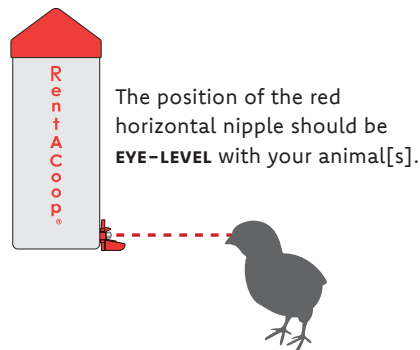 RentACoop®
The position of the red
horizontal nipple should be
EYE-LEVEL with your animal[s].